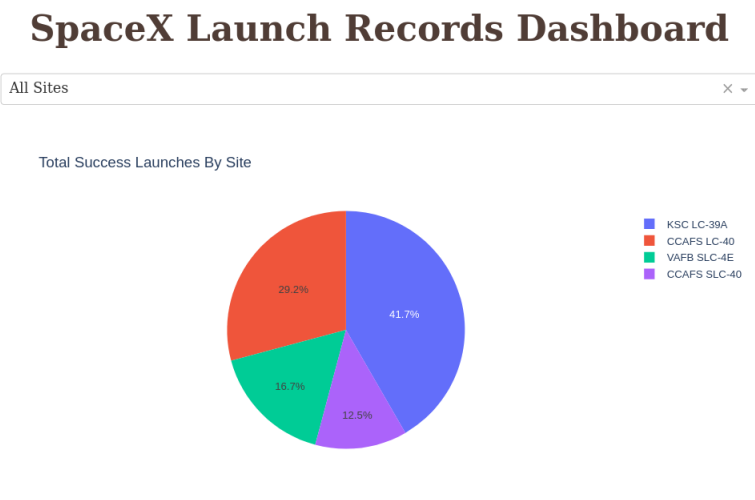 SpaceX Launch Records Dashboard
All Sites
Total Success Launches By Site
KSC LC-39A
CCAFS LC-40
VAFB SLC-4E
CCAFS SLC-40
29.2%
41.7%
16.7%
12.5%